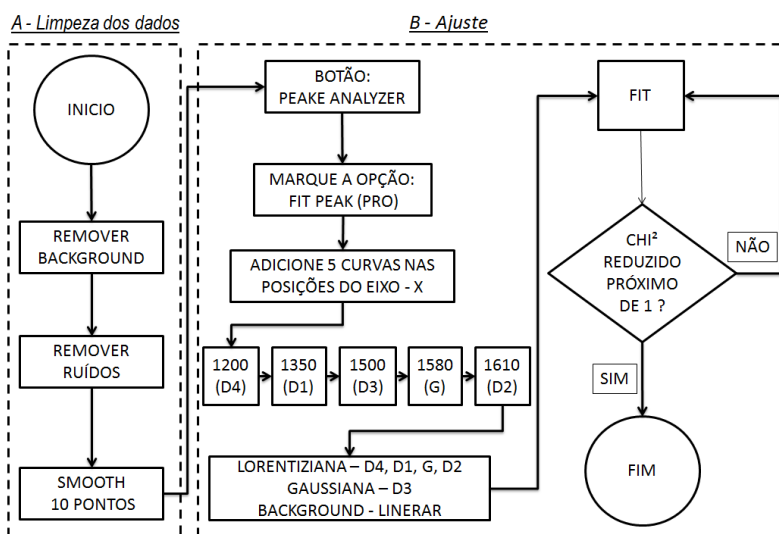 A - Limpeza dos dados
INICIO
REMOVER
BACKGROUND
REMOVER
RUÍDOS
SMOOTH
10 PONTOS
B - Ajuste
BOTÃO:
PEAKE ANALYZER
MARQUE A OPÇÃO:
FIT PEAK (PRO)
ADICIONE 5 CURVAS NAS
POSIÇÕES DO EIXO - X
1200
(D4)
1350
(D1)
1500
(D3)
1580
(G)
1610
(D2)
LORENTIZIANA – D4, D1, G, D2
GAUSSIANA – D3
BACKGROUND - LINERAR
FIT
CHI²
REDUZIDO
PRÓXIMO
DE 1 ?
NÃO
SIM
FIM